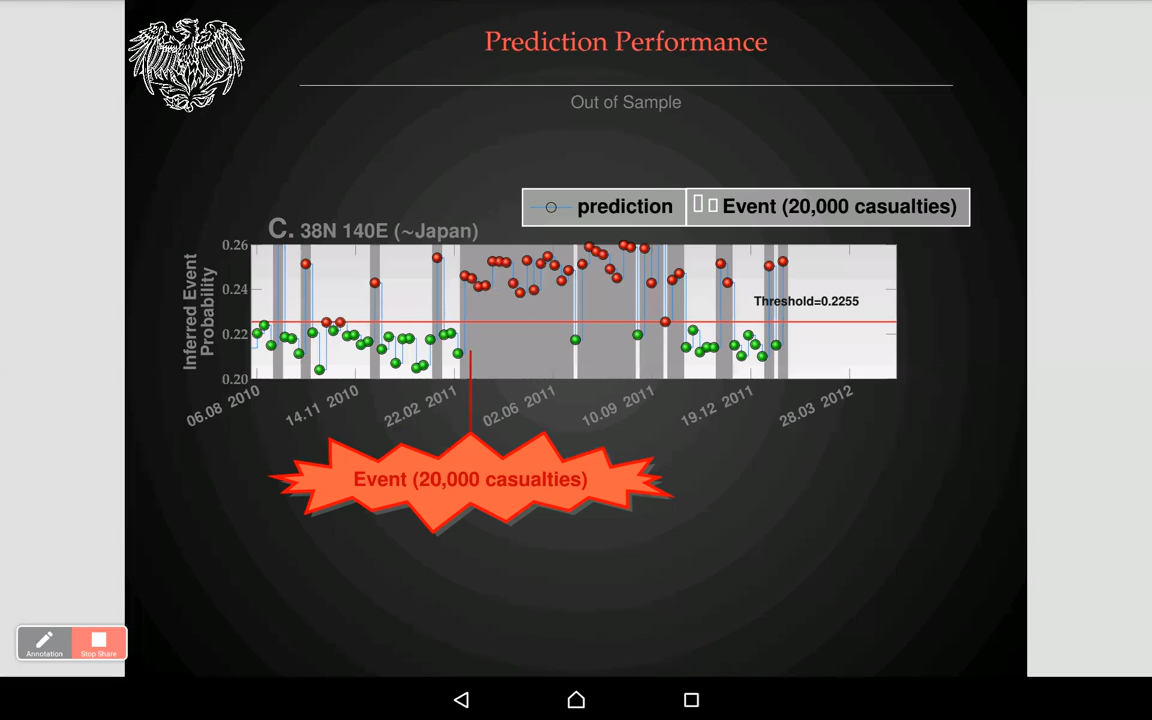 Prediction Performance
Out of Sample
prediction
Event (20,000 casualties)
C. 38N 140E (~Japan)
Inferred Event
Probability
0.26
0.24
0.22
0.20
Threshold=0.2255
06.08 2010
14.11 2010
22.02 2011
02.06 2011
10.09 2011
19.12 2011
28.03 2012
Event (20,000 casualties)
Annotation
Stop Share